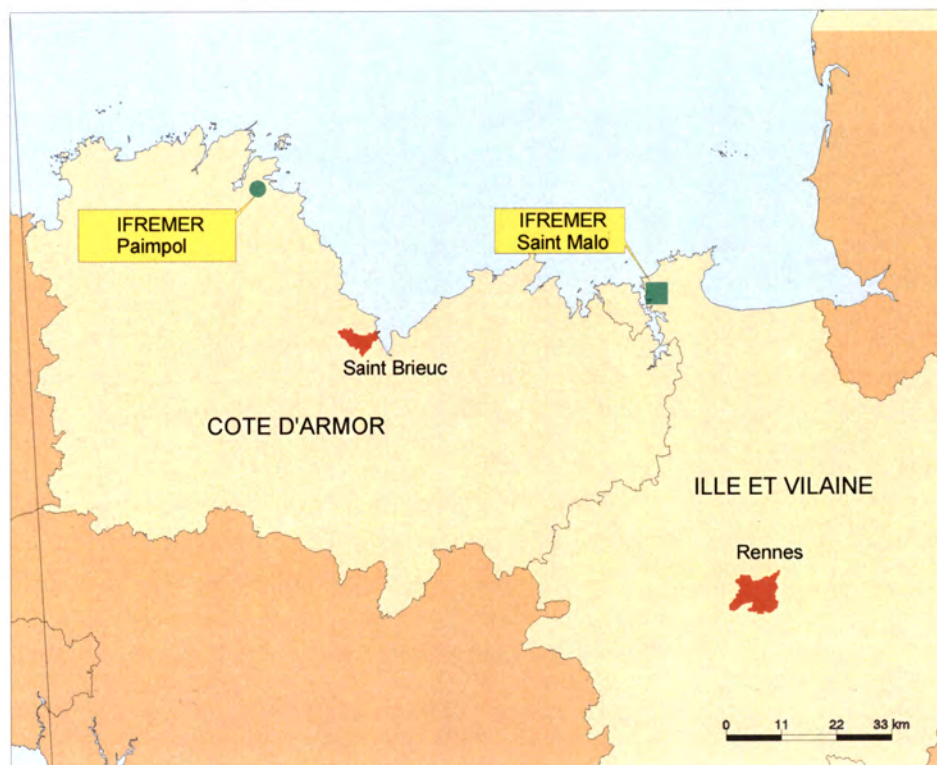 IFREMER
Paimpol
IFREMER
Saint Malo
Saint Brieuc
COTE D'ARMOR
ILLE ET VILAINE
Rennes
0 11 22 33 km